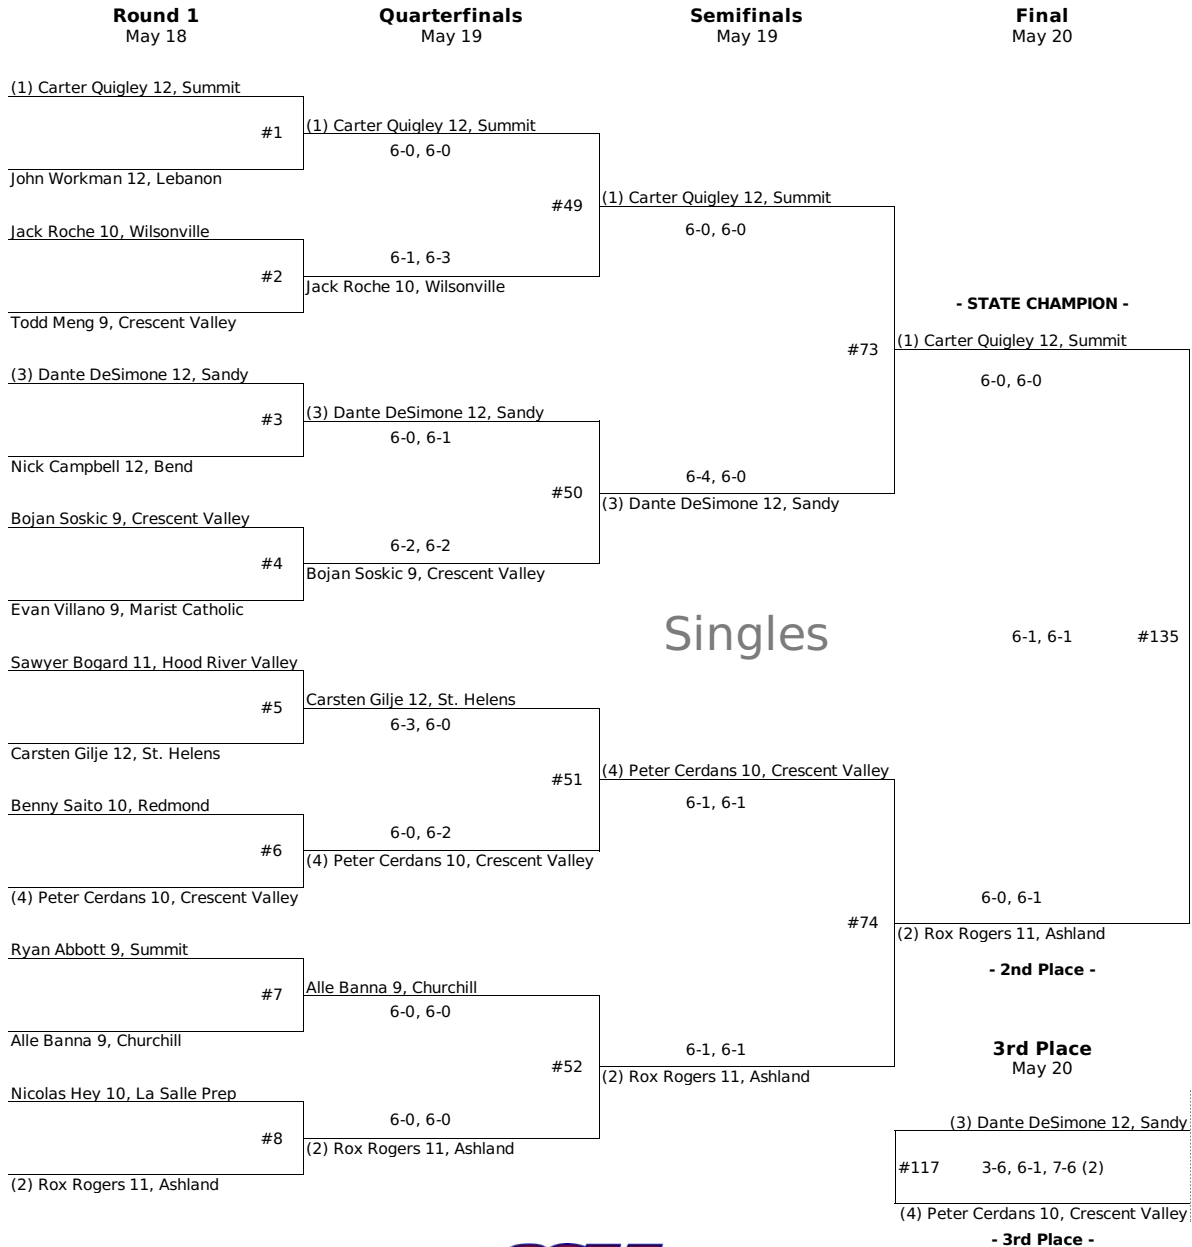 Round 1
May 18
Quarterfinals
May 19
Semifinals
May 19
Final
May 20
(1) Carter Quigley 12, Summit
#1
John Workman 12, Lebanon
Jack Roche 10, Wilsonville
#2
Todd Meng 9, Crescent Valley
(3) Dante DeSimone 12, Sandy
#3
Nick Campbell 12, Bend
Bojan Soskic 9, Crescent Valley
#4
Evan Villano 9, Marist Catholic
Sawyer Bogard 11, Hood River Valley
#5
Carsten Gilje 12, St. Helens
Benny Saito 10, Redmond
#6
(4) Peter Cerdans 10, Crescent Valley
Ryan Abbott 9, Summit
#7
Alle Banna 9, Churchill
Nicolas Hey 10, La Salle Prep
#8
(2) Rox Rogers 11, Ashland
(1) Carter Quigley 12, Summit
6-0, 6-0
#49
6-1, 6-3
Jack Roche 10, Wilsonville
(3) Dante DeSimone 12, Sandy
6-0, 6-1
#50
6-2, 6-2
Bojan Soskic 9, Crescent Valley
Carsten Gilje 12, St. Helens
6-3, 6-0
#51
6-0, 6-2
(4) Peter Cerdans 10, Crescent Valley
Alle Banna 9, Churchill
6-0, 6-0
#52
6-0, 6-0
(2) Rox Rogers 11, Ashland
(1) Carter Quigley 12, Summit
6-0, 6-0
#73
6-4, 6-0
(3) Dante DeSimone 12, Sandy
Singles
(4) Peter Cerdans 10, Crescent Valley
6-1, 6-1
#74
6-1, 6-1
(2) Rox Rogers 11, Ashland
- STATE CHAMPION -
(1) Carter Quigley 12, Summit
6-0, 6-0
6-1, 6-1 #135
6-0, 6-1
(2) Rox Rogers 11, Ashland
- 2nd Place -
3rd Place
May 20
(3) Dante DeSimone 12, Sandy
#117 3-6, 6-1, 7-6 (2)
(4) Peter Cerdans 10, Crescent Valley
- 3rd Place -